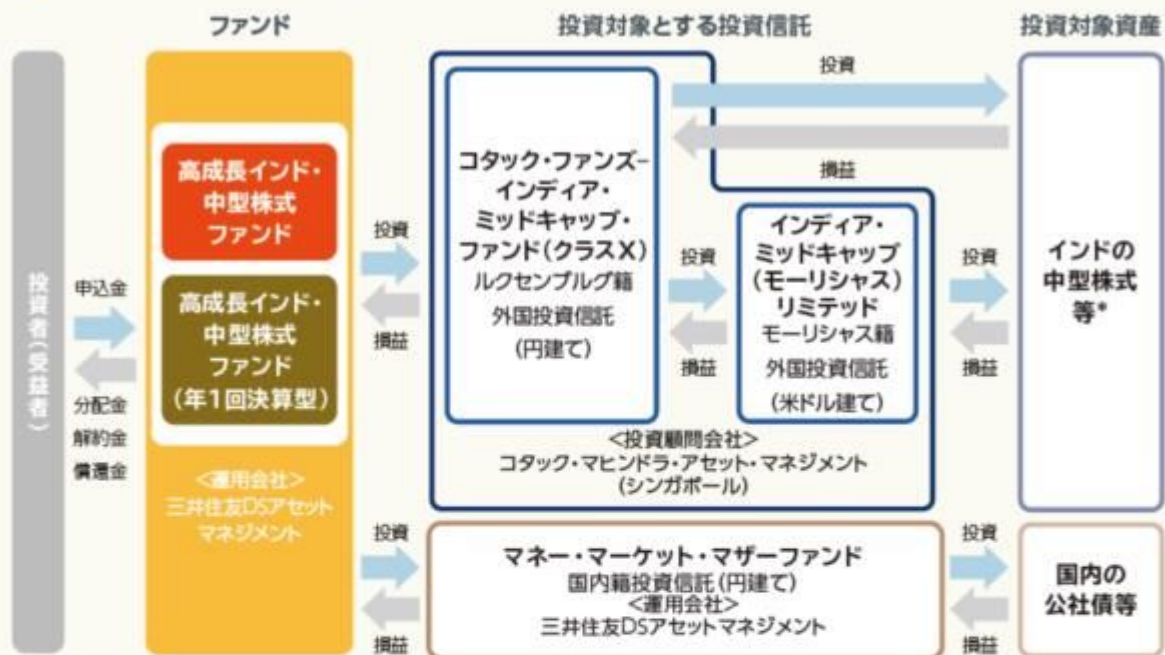 ファンド
投資対象とする投資信託
投資対象資産
投資者(受益者)
申込金
分配金
解約金
償還金
高成長インド・
中型株式
ファンド
高成長インド・
中型株式
ファンド
(年1回決算型)
<運用会社>
三井住友DSアセット
マネジメント
投資
損益
コタック・ファンズ−
インディア・
ミッドキャップ・
ファンド(クラスX)
ルクセンブルグ籍
外国投資信託
(円建て)
投資
損益
投資
損益
インディア・
ミッドキャップ
(モーリシャス)
リミテッド
モーリシャス籍
外国投資信託
(米ドル建て)
投資
損益
<投資顧問会社>
コタック・マヒンドラ・アセット・マネジメント
(シンガポール)
インドの
中型株式
等*
投資
損益
マネー・マーケット・マザーファンド
国内籍投資信託(円建て)
<運用会社>
三井住友DSアセットマネジメント
投資
損益
国内の
公社債等